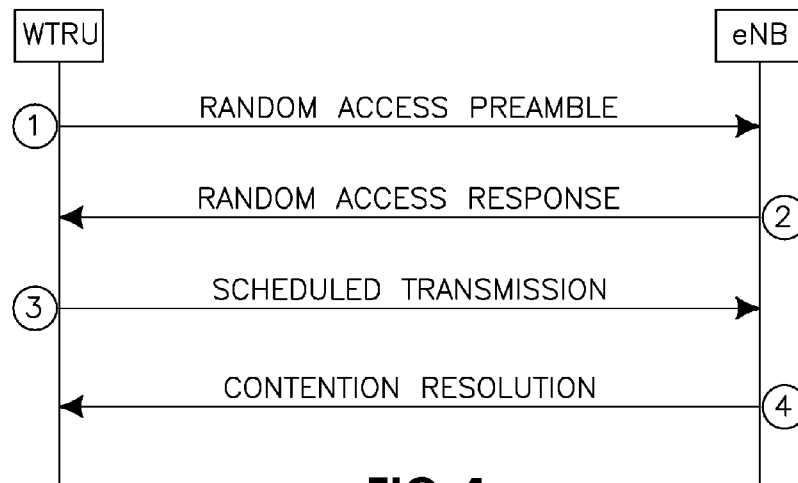 WTRU
eNB
RANDOM ACCESS PREAMBLE
1
RANDOM ACCESS RESPONSE
2
SCHEDULED TRANSMISSION
3
CONTENTION RESOLUTION
4